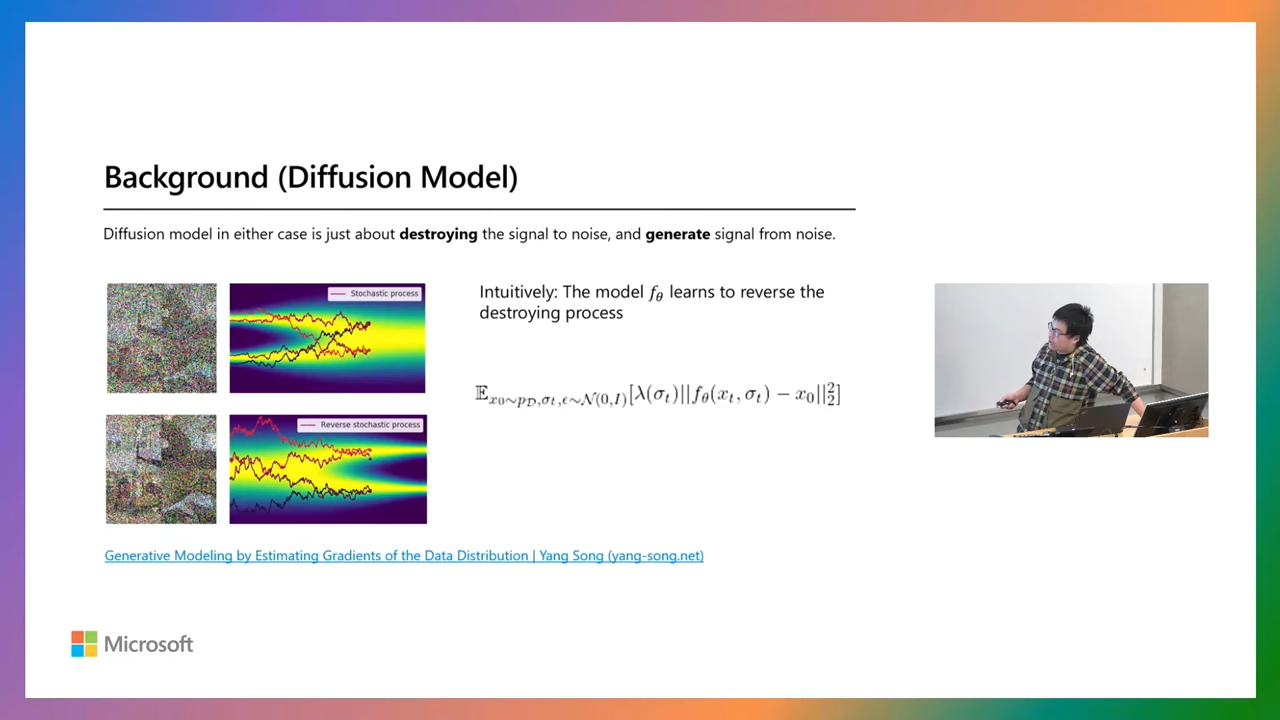 Background (Diffusion Model)
Diffusion model in either case is just about destroying the signal to noise, and generate signal from noise.
Stochastic process
Intuitively: The model f_θ learns to reverse the
destroying process
𝔼_{x_0∼p_D,σ_t,ϵ∼𝒩(0,I)}[λ(σ_t)||f_θ(x_t, σ_t) − x_0||_2^2]
Reverse stochastic process
Generative Modeling by Estimating Gradients of the Data Distribution | Yang Song (yang-song.net)
Microsoft